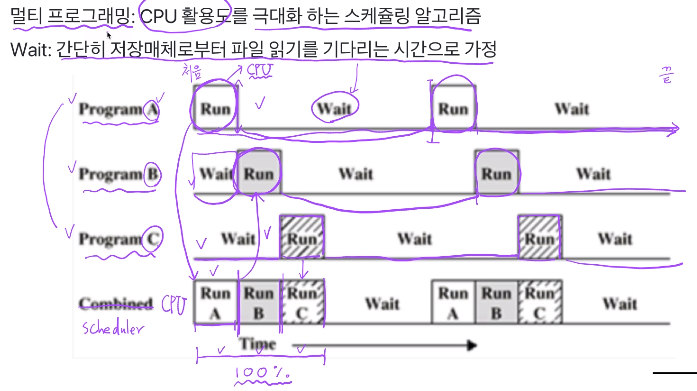 멀티 프로그래밍: CPU 활용도를 극대화 하는 스케쥴링 알고리즘
Wait: 간단히 저장매체로부터 파일 읽기를 기다리는 시간으로 가정
처음 CPU 끝
Program A Run Wait Run Wait
Program B Wait Run Wait Run Wait
Program C Wait Run Wait Run Wait
Combined CPU Run A Run B Run C Wait Run A Run B Run C Wait
scheduler
Time
100%